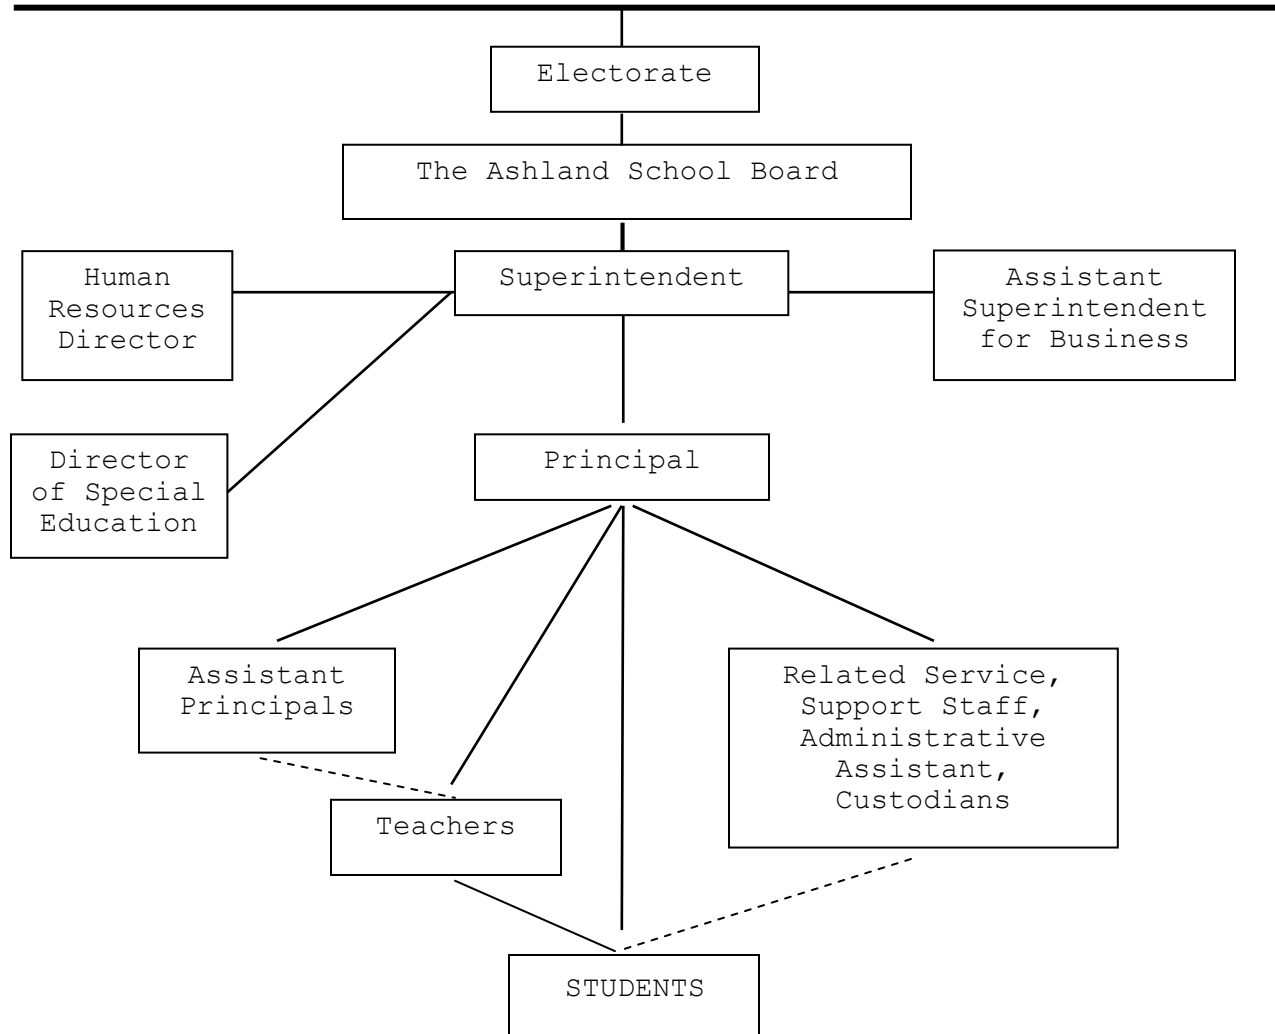 Electorate
The Ashland School Board
Human
Resources
Director
Superintendent
Assistant
Superintendent
for Business
Director
of Special
Education
Principal
Assistant
Principals
Related Service,
Support Staff,
Administrative
Assistant,
Custodians
Teachers
STUDENTS